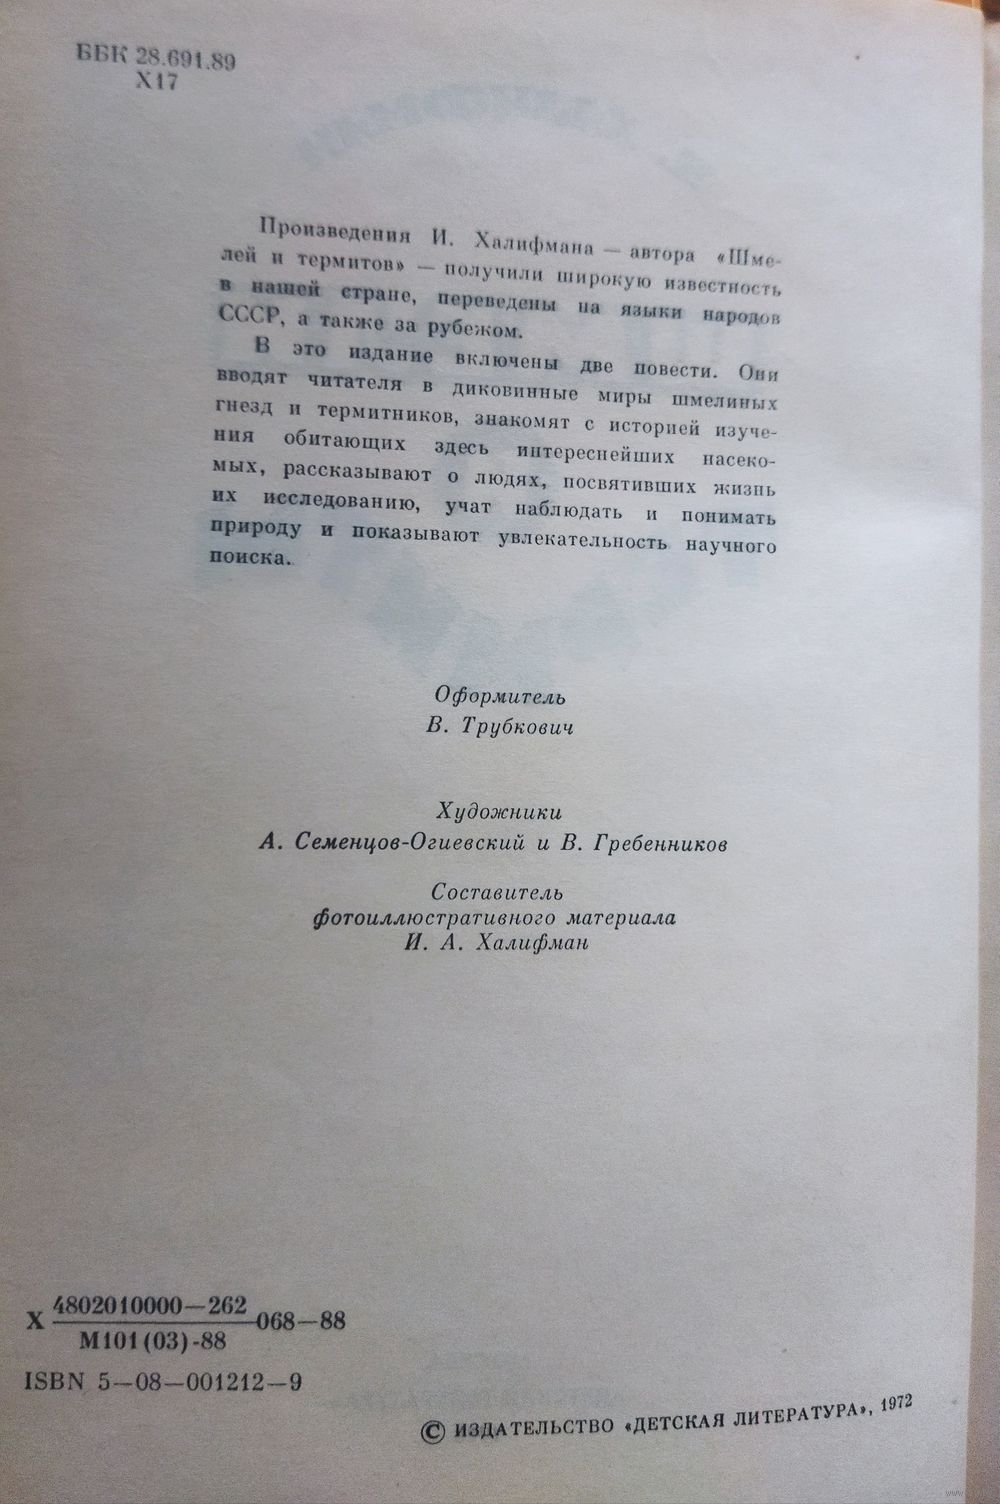 ББК 28.691.89
Х17
Произведения И. Халифмана — автора «Шме-
лей и термитов» — получили широкую известность
в нашей стране, переведены на языки народов
СССР, а также за рубежом.
В это издание включены две повести. Они
вводят читателя в диковинные миры шмелиных
гнезд и термитников, знакомят с историей изуче-
ния обитающих здесь интереснейших насеко-
мых, рассказывают о людях, посвятивших жизнь
их исследованию, учат наблюдать и понимать
природу и показывают увлекательность научного
поиска.
Оформитель
В. Трубкович
Художники
А. Семенцов-Огиевский и В. Гребенников
Составитель
фотоиллюстративного материала
И. А. Халифман
Х 4802010000—262 068—88
М101(03)-88
ISBN 5—08—001212—9
© ИЗДАТЕЛЬСТВО «ДЕТСКАЯ ЛИТЕРАТУРА», 1972